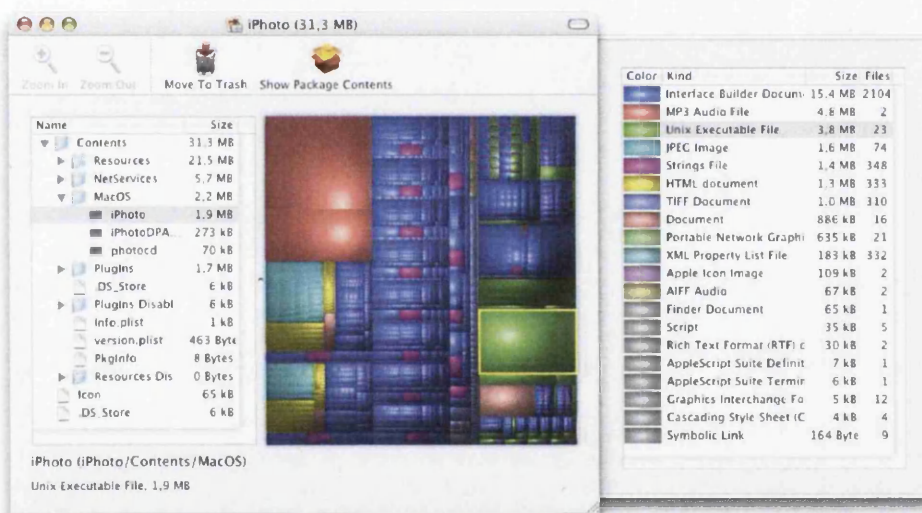 iPhoto (31,3 MB)
Zoom In Zoom Out Move To Trash Show Package Contents
Name Size
Contents 31,3 MB
Resources 21,5 MB
NetServices 5,7 MB
MacOS 2,2 MB
iPhoto 1,9 MB
iPhotoDPA... 273 kB
photocd 70 kB
PlugIns 1,7 MB
.DS_Store 6 kB
PlugIns Disabl 6 kB
Info.plist 1 kB
version.plist 463 Byte
PkgInfo 8 Bytes
Resources Dis 0 Bytes
Icon 65 kB
.DS_Store 6 kB
iPhoto (iPhoto/Contents/MacOS)
Unix Executable File, 1,9 MB
Color Kind Size Files
Interface Builder Docum 15,4 MB 2104
MP3 Audio File 4,8 MB 2
Unix Executable File 3,8 MB 23
JPEG Image 1,6 MB 74
Strings File 1,4 MB 348
HTML document 1,3 MB 333
TIFF Document 1,0 MB 310
Document 886 kB 16
Portable Network Graphi 635 kB 21
XML Property List File 183 kB 332
Apple Icon Image 109 kB 2
AIFF Audio 67 kB 2
Finder Document 65 kB 1
Script 35 kB 5
Rich Text Format (RTF) c 30 kB 2
AppleScript Suite Definit 7 kB 1
AppleScript Suite Termir 6 kB 1
Graphics Interchange Fo 5 kB 12
Cascading Style Sheet (C 4 kB 4
Symbolic Link 164 Byte 9